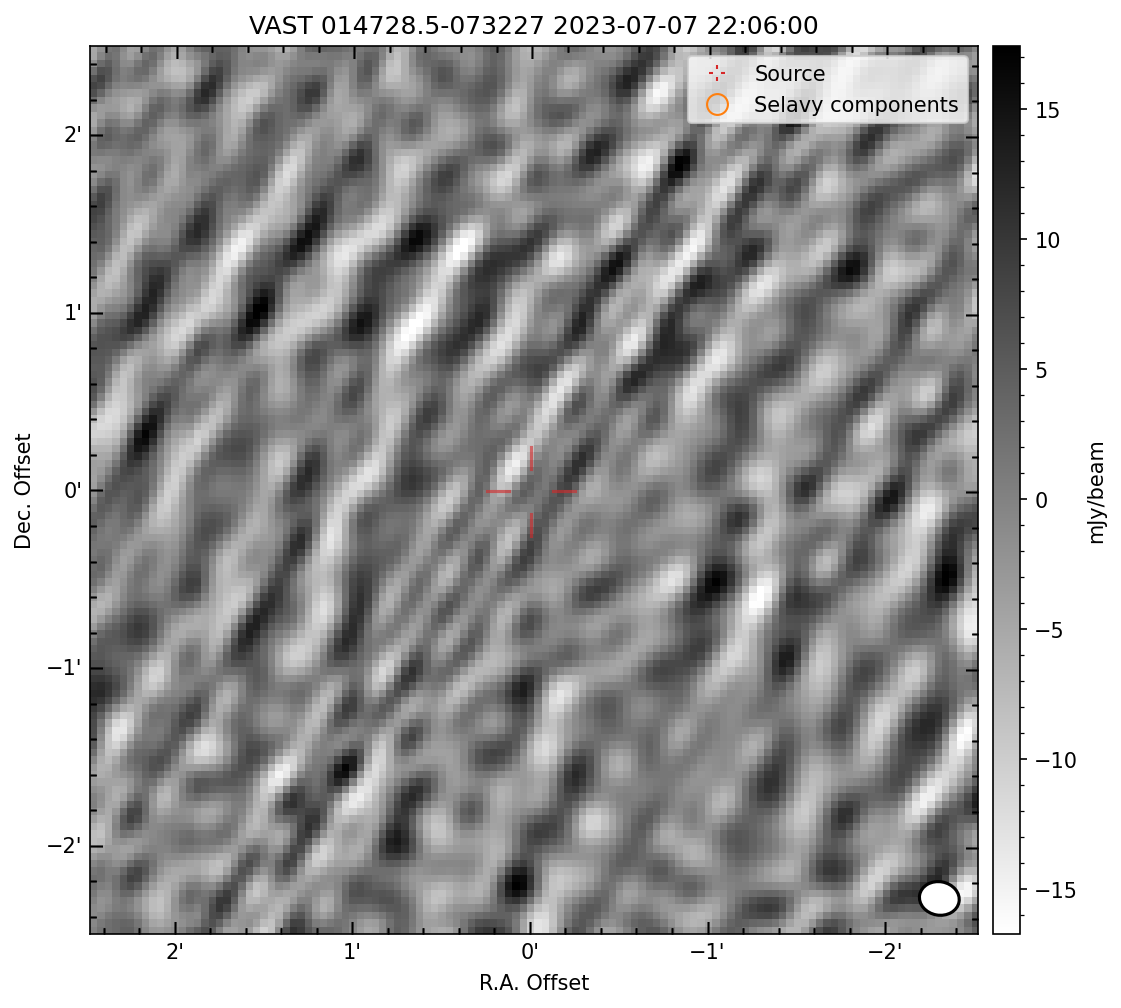 VAST 014728.5-073227 2023-07-07 22:06:00
Source
Selavy components
2'
1'
0'
−1'
−2'
Dec. Offset
2'
1'
0'
−1'
−2'
R.A. Offset
15
10
5
0
−5
−10
−15
mJy/beam